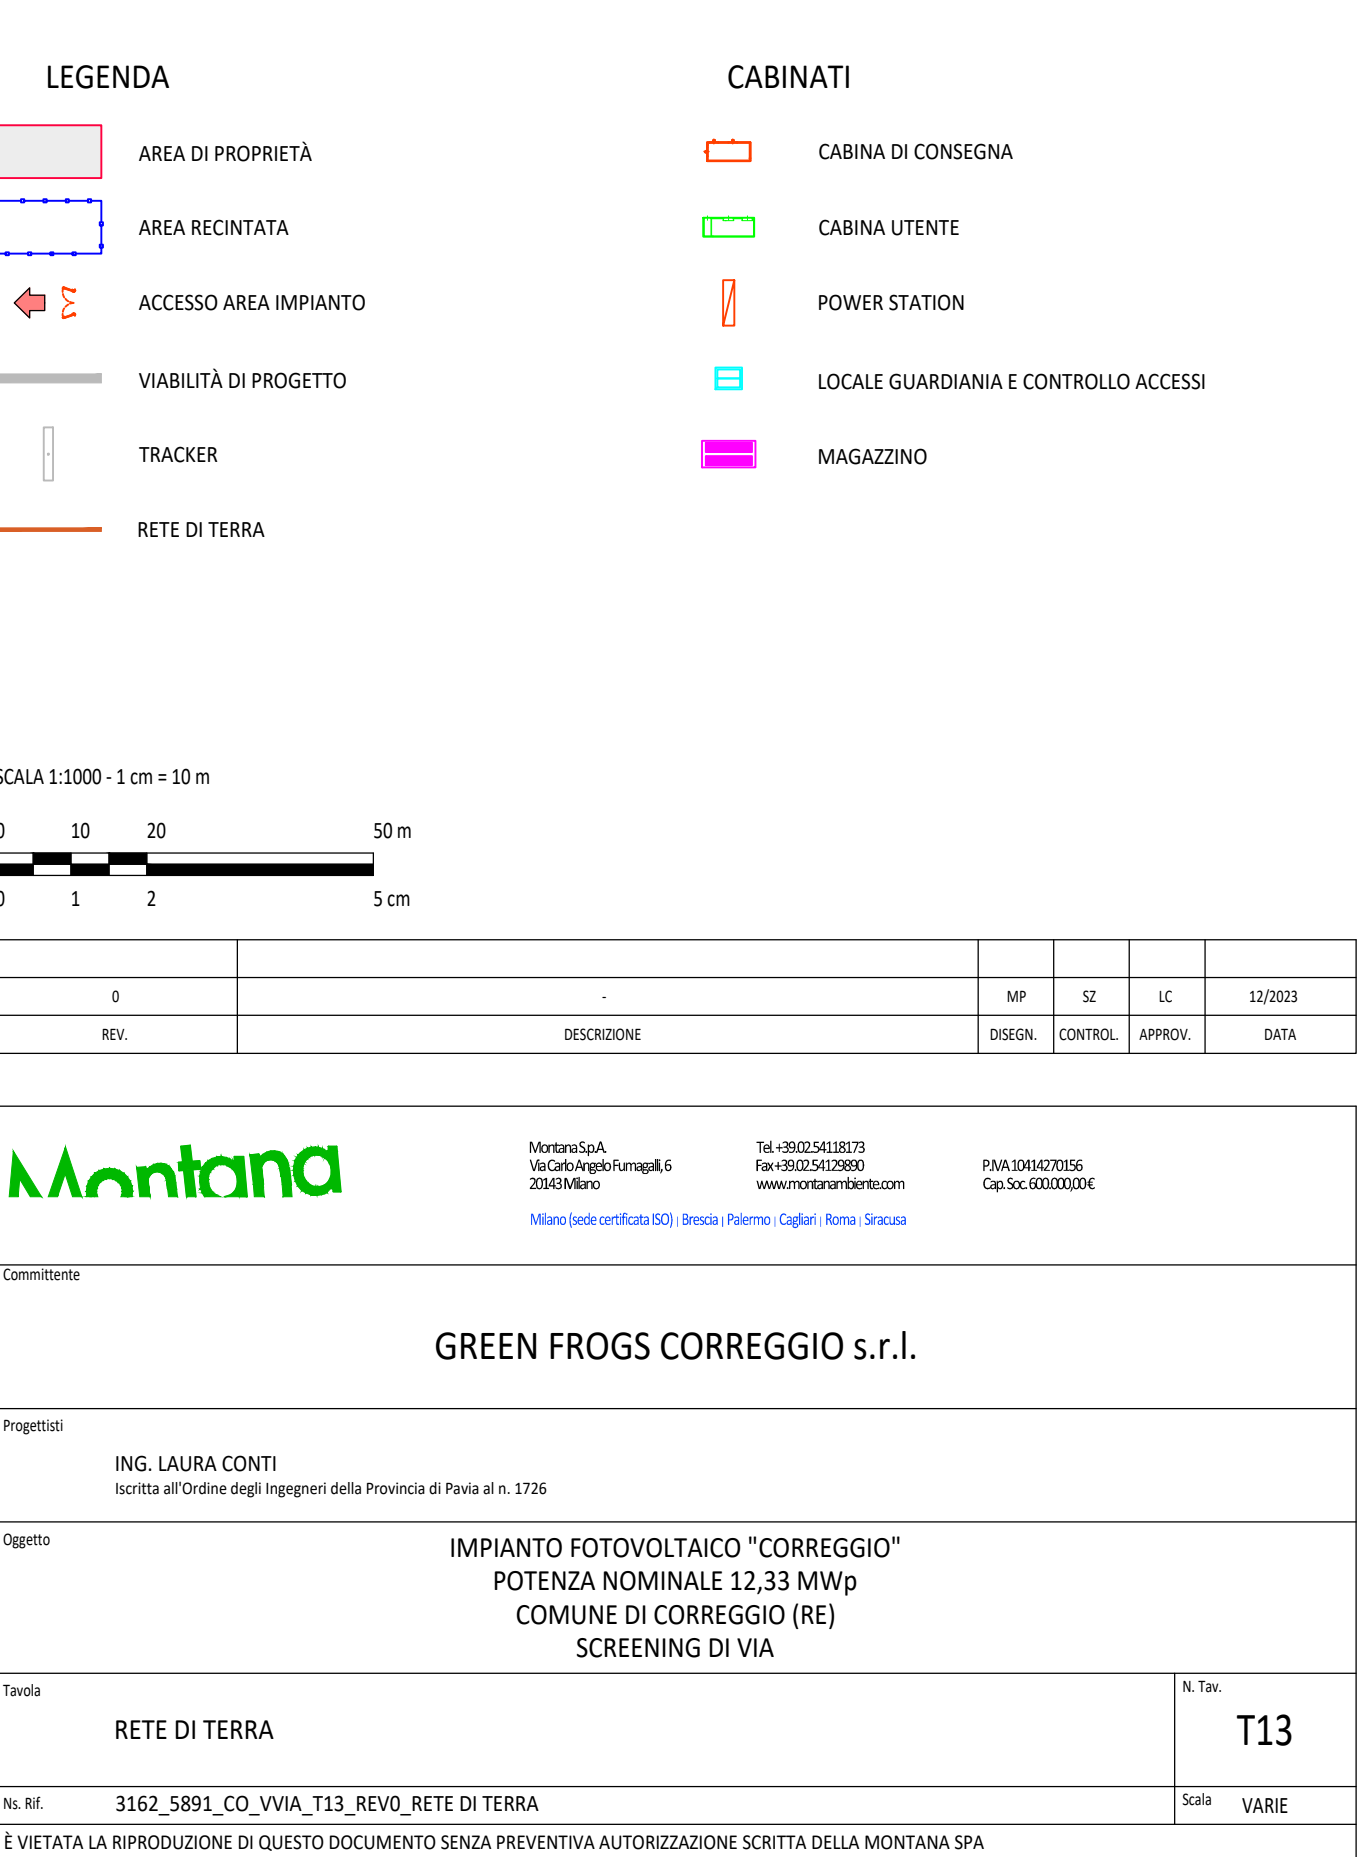 LEGENDA
AREA DI PROPRIETÀ
AREA RECINTATA
ACCESSO AREA IMPIANTO
VIABILITÀ DI PROGETTO
TRACKER
RETE DI TERRA
CABINATI
CABINA DI CONSEGNA
CABINA UTENTE
POWER STATION
LOCALE GUARDIANIA E CONTROLLO ACCESSI
MAGAZZINO
SCALA 1:1000 - 1 cm = 10 m
0 10 20 50 m
0 1 2 5 cm
0 - MP SZ LC 12/2023
REV. DESCRIZIONE DISEGN. CONTROL. APPROV. DATA
Montana
Montana S.p.A.
Via Carlo Angelo Fumagalli, 6
20143 Milano
Tel. +39.02.54118173
Fax +39.02.54129890
www.montanambiente.com
P.IVA 10414270156
Cap. Soc. 600.000,00 €
Milano (sede certificata ISO) | Brescia | Palermo | Cagliari | Roma | Siracusa
Committente
GREEN FROGS CORREGGIO s.r.l.
Progettisti
ING. LAURA CONTI
Iscritta all'Ordine degli Ingegneri della Provincia di Pavia al n. 1726
Oggetto
IMPIANTO FOTOVOLTAICO "CORREGGIO"
POTENZA NOMINALE 12,33 MWp
COMUNE DI CORREGGIO (RE)
SCREENING DI VIA
Tavola
RETE DI TERRA
N. Tav.
T13
Ns. Rif. 3162_5891_CO_VVIA_T13_REV0_RETE DI TERRA
Scala VARIE
È VIETATA LA RIPRODUZIONE DI QUESTO DOCUMENTO SENZA PREVENTIVA AUTORIZZAZIONE SCRITTA DELLA MONTANA SPA